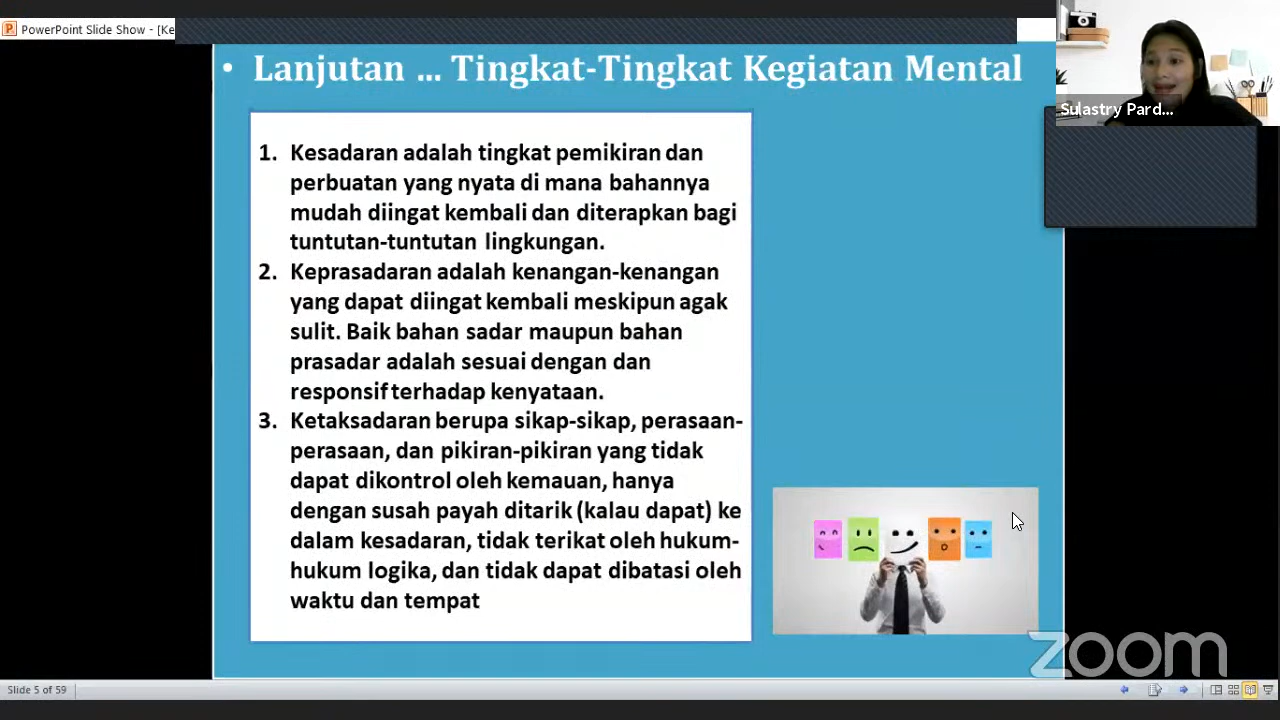 PowerPoint Slide Show - [Ke
• Lanjutan ... Tingkat-Tingkat Kegiatan Mental
Sulastry Pard...
1. Kesadaran adalah tingkat pemikiran dan
perbuatan yang nyata di mana bahannya
mudah diingat kembali dan diterapkan bagi
tuntutan-tuntutan lingkungan.
2. Keprasadaran adalah kenangan-kenangan
yang dapat diingat kembali meskipun agak
sulit. Baik bahan sadar maupun bahan
prasadar adalah sesuai dengan dan
responsif terhadap kenyataan.
3. Ketaksadaran berupa sikap-sikap, perasaan-
perasaan, dan pikiran-pikiran yang tidak
dapat dikontrol oleh kemauan, hanya
dengan susah payah ditarik (kalau dapat) ke
dalam kesadaran, tidak terikat oleh hukum-
hukum logika, dan tidak dapat dibatasi oleh
waktu dan tempat
zoom
Slide 5 of 59